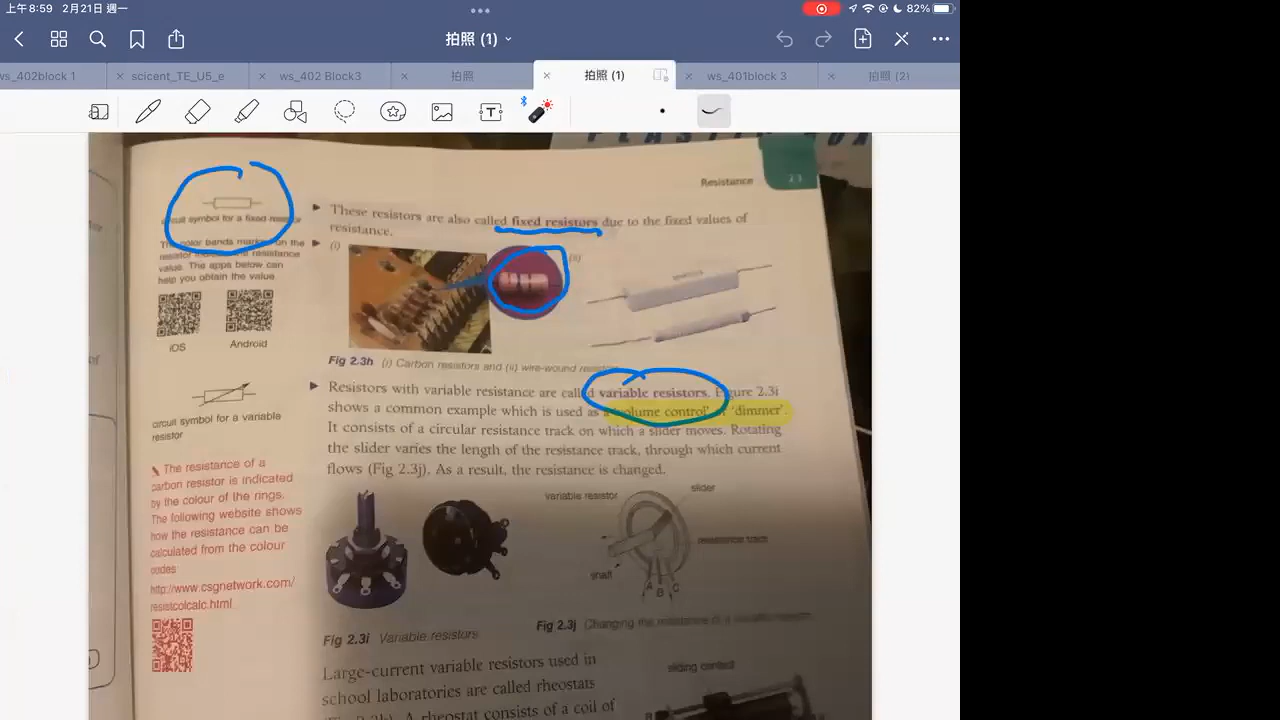 上午8:59 2月21日 週一
82%
拍照 (1)
ws_402block 1
scicent_TE_U5_e
ws_402 Block3
拍照
拍照 (1)
ws_401block 3
拍照 (2)
Resistance
23
circuit symbol for a fixed resistor
These resistors are also called fixed resistors due to the fixed values of
resistance.
The color bands marked on the
resistor indicate the resistance
value. The apps below can
help you obtain the value.
(i)
(ii)
iOS
Android
Fig 2.3h (i) Carbon resistors and (ii) wire-wound resistors
Resistors with variable resistance are called variable resistors. Figure 2.3i
shows a common example which is used as a 'volume control' or 'dimmer'.
It consists of a circular resistance track on which a slider moves. Rotating
the slider varies the length of the resistance track, through which current
flows (Fig 2.3j). As a result, the resistance is changed.
circuit symbol for a variable
resistor
The resistance of a
carbon resistor is indicated
by the colour of the rings.
The following website shows
how the resistance can be
calculated from the colour
codes:
http://www.csgnetwork.com/
resistcolcalc.html
variable resistor
slider
resistance track
shaft
A
B
C
Fig 2.3i Variable resistors
Fig 2.3j Changing the resistance of a variable resistor
Large-current variable resistors used in
school laboratories are called rheostats
A rheostat consists of a coil of
sliding contact